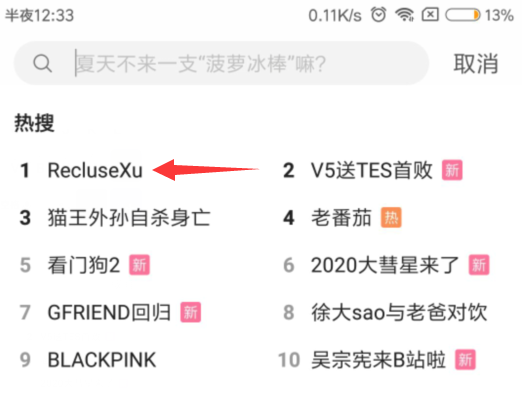 半夜12:33 0.11K/s 13%
夏天不来一支“菠萝冰棒”嘛? 取消
热搜
1 RecluseXu 2 V5送TES首败 新
3 猫王外孙自杀身亡 4 老番茄 热
5 看门狗2 新 6 2020大彗星来了 新
7 GFRIEND回归 新 8 徐大sao与老爸对饮
9 BLACKPINK 10 吴宗宪来B站啦 新